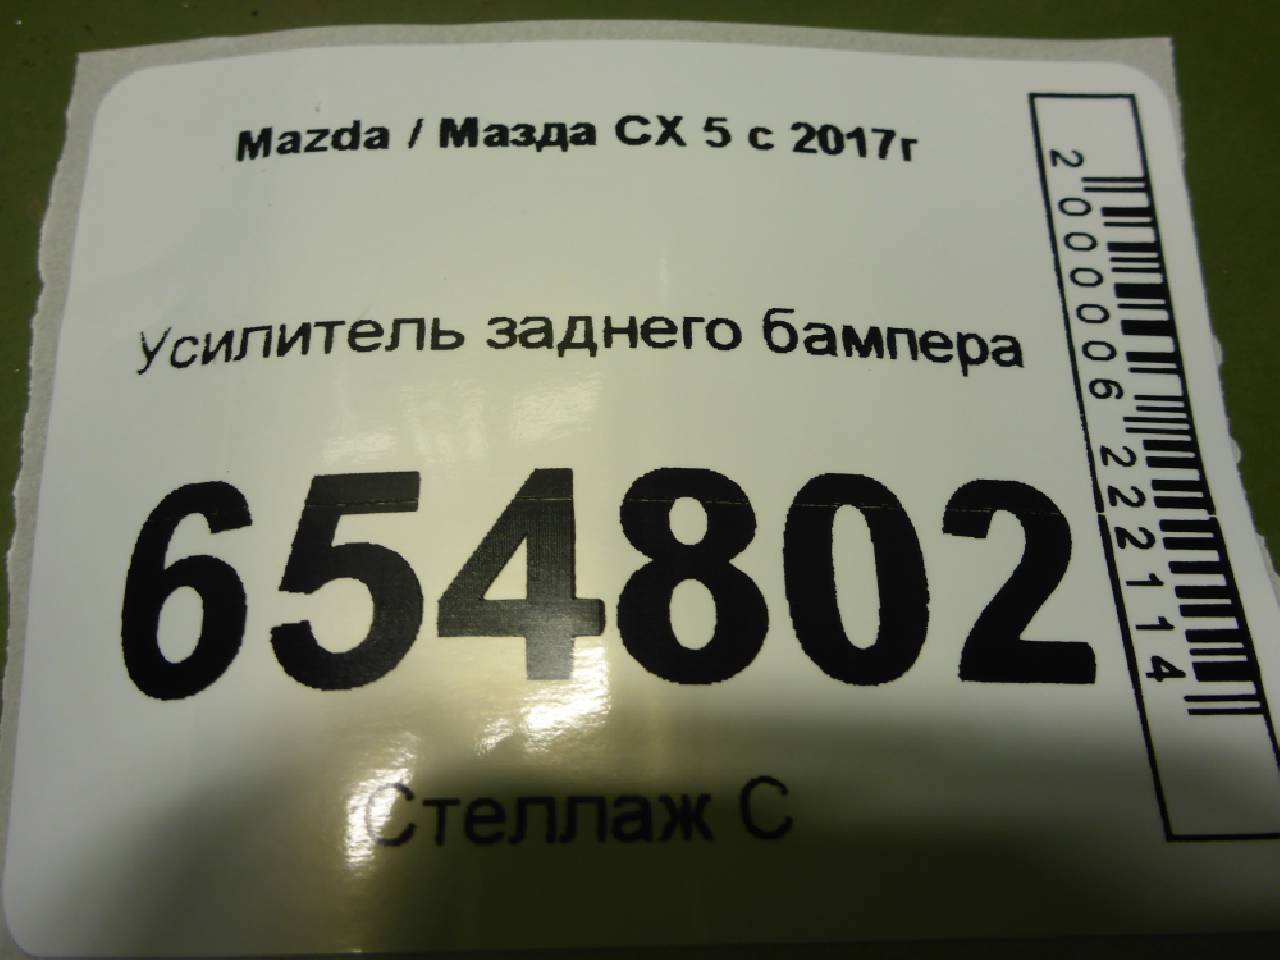 Mazda / Мазда CX 5 с 2017г
Усилитель заднего бампера
654802
Стеллаж С
2000006222114